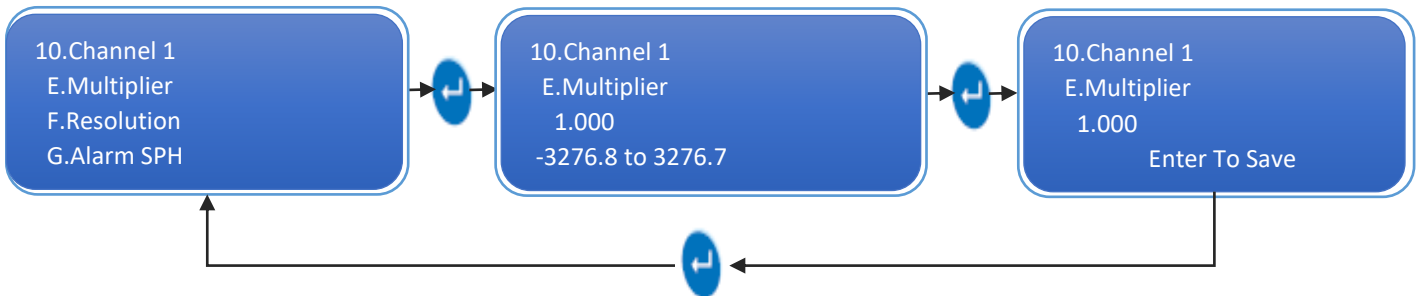 10.Channel 1
E.Multiplier
F.Resolution
G.Alarm SPH
10.Channel 1
E.Multiplier
1.000
-3276.8 to 3276.7
10.Channel 1
E.Multiplier
1.000
Enter To Save